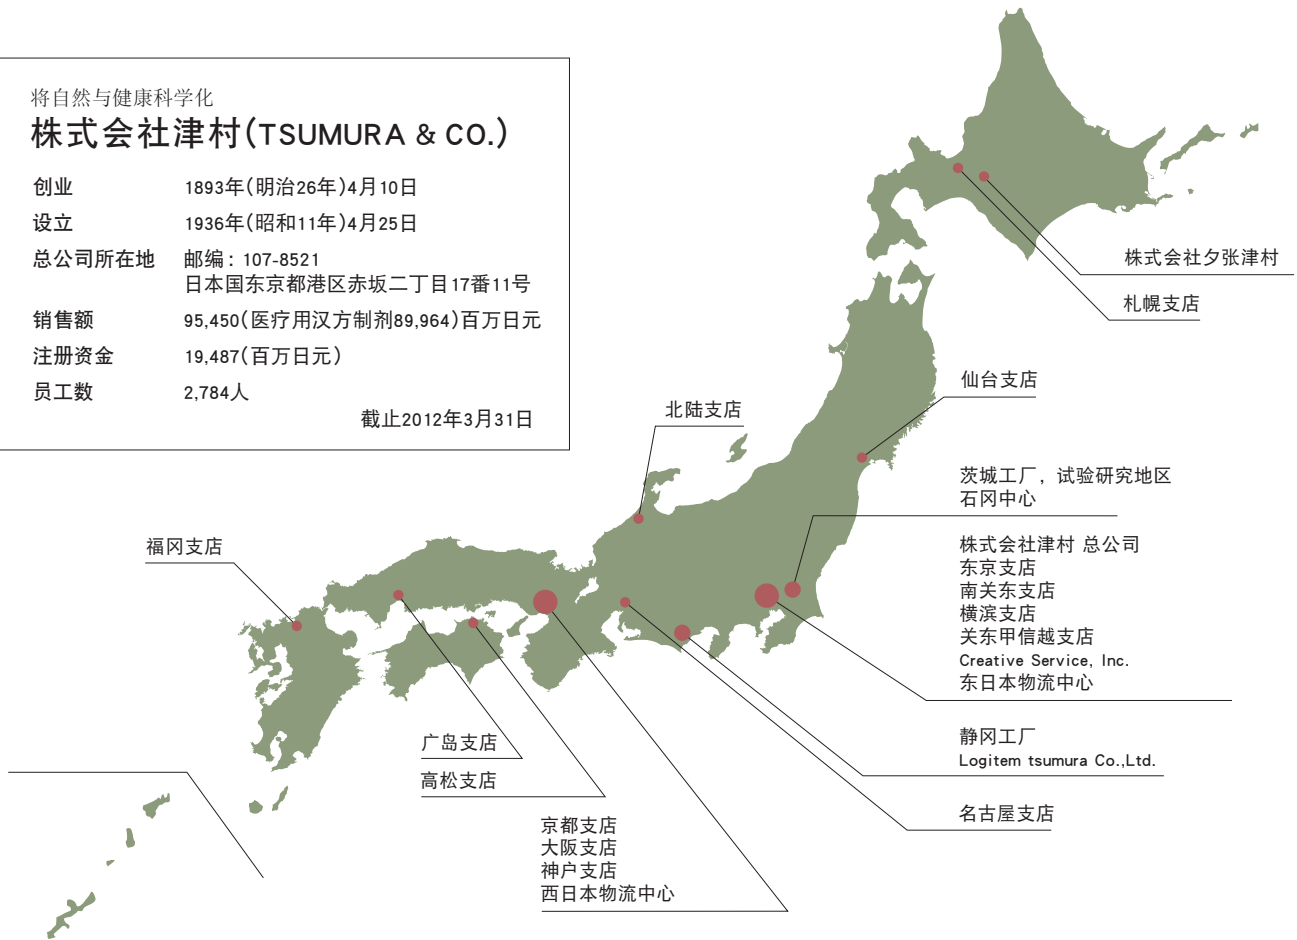 将自然与健康科学化
株式会社津村(TSUMURA & CO.)
创业 1893年(明治26年)4月10日
设立 1936年(昭和11年)4月25日
总公司所在地 邮编：107-8521
日本国东京都港区赤坂二丁目17番11号
销售额 95,450(医疗用汉方制剂89,964)百万日元
注册资金 19,487(百万日元)
员工数 2,784人
截止2012年3月31日
株式会社夕张津村
札幌支店
仙台支店
北陆支店
茨城工厂，试验研究地区
石冈中心
福冈支店
株式会社津村 总公司
东京支店
南关东支店
横滨支店
关东甲信越支店
Creative Service, Inc.
东日本物流中心
静冈工厂
Logitem tsumura Co.,Ltd.
广岛支店
高松支店
名古屋支店
京都支店
大阪支店
神户支店
西日本物流中心